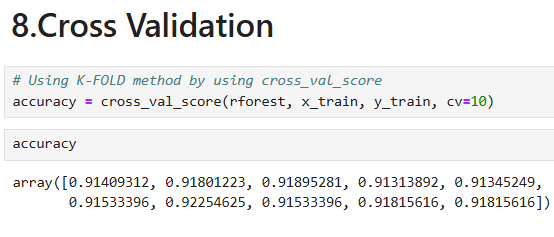 8.Cross Validation
# Using K-FOLD method by using cross_val_score
accuracy = cross_val_score(rforest, x_train, y_train, cv=10)
accuracy
array([0.91409312, 0.91801223, 0.91895281, 0.91313892, 0.91345249,
0.91533396, 0.92254625, 0.91533396, 0.91815616, 0.91815616])